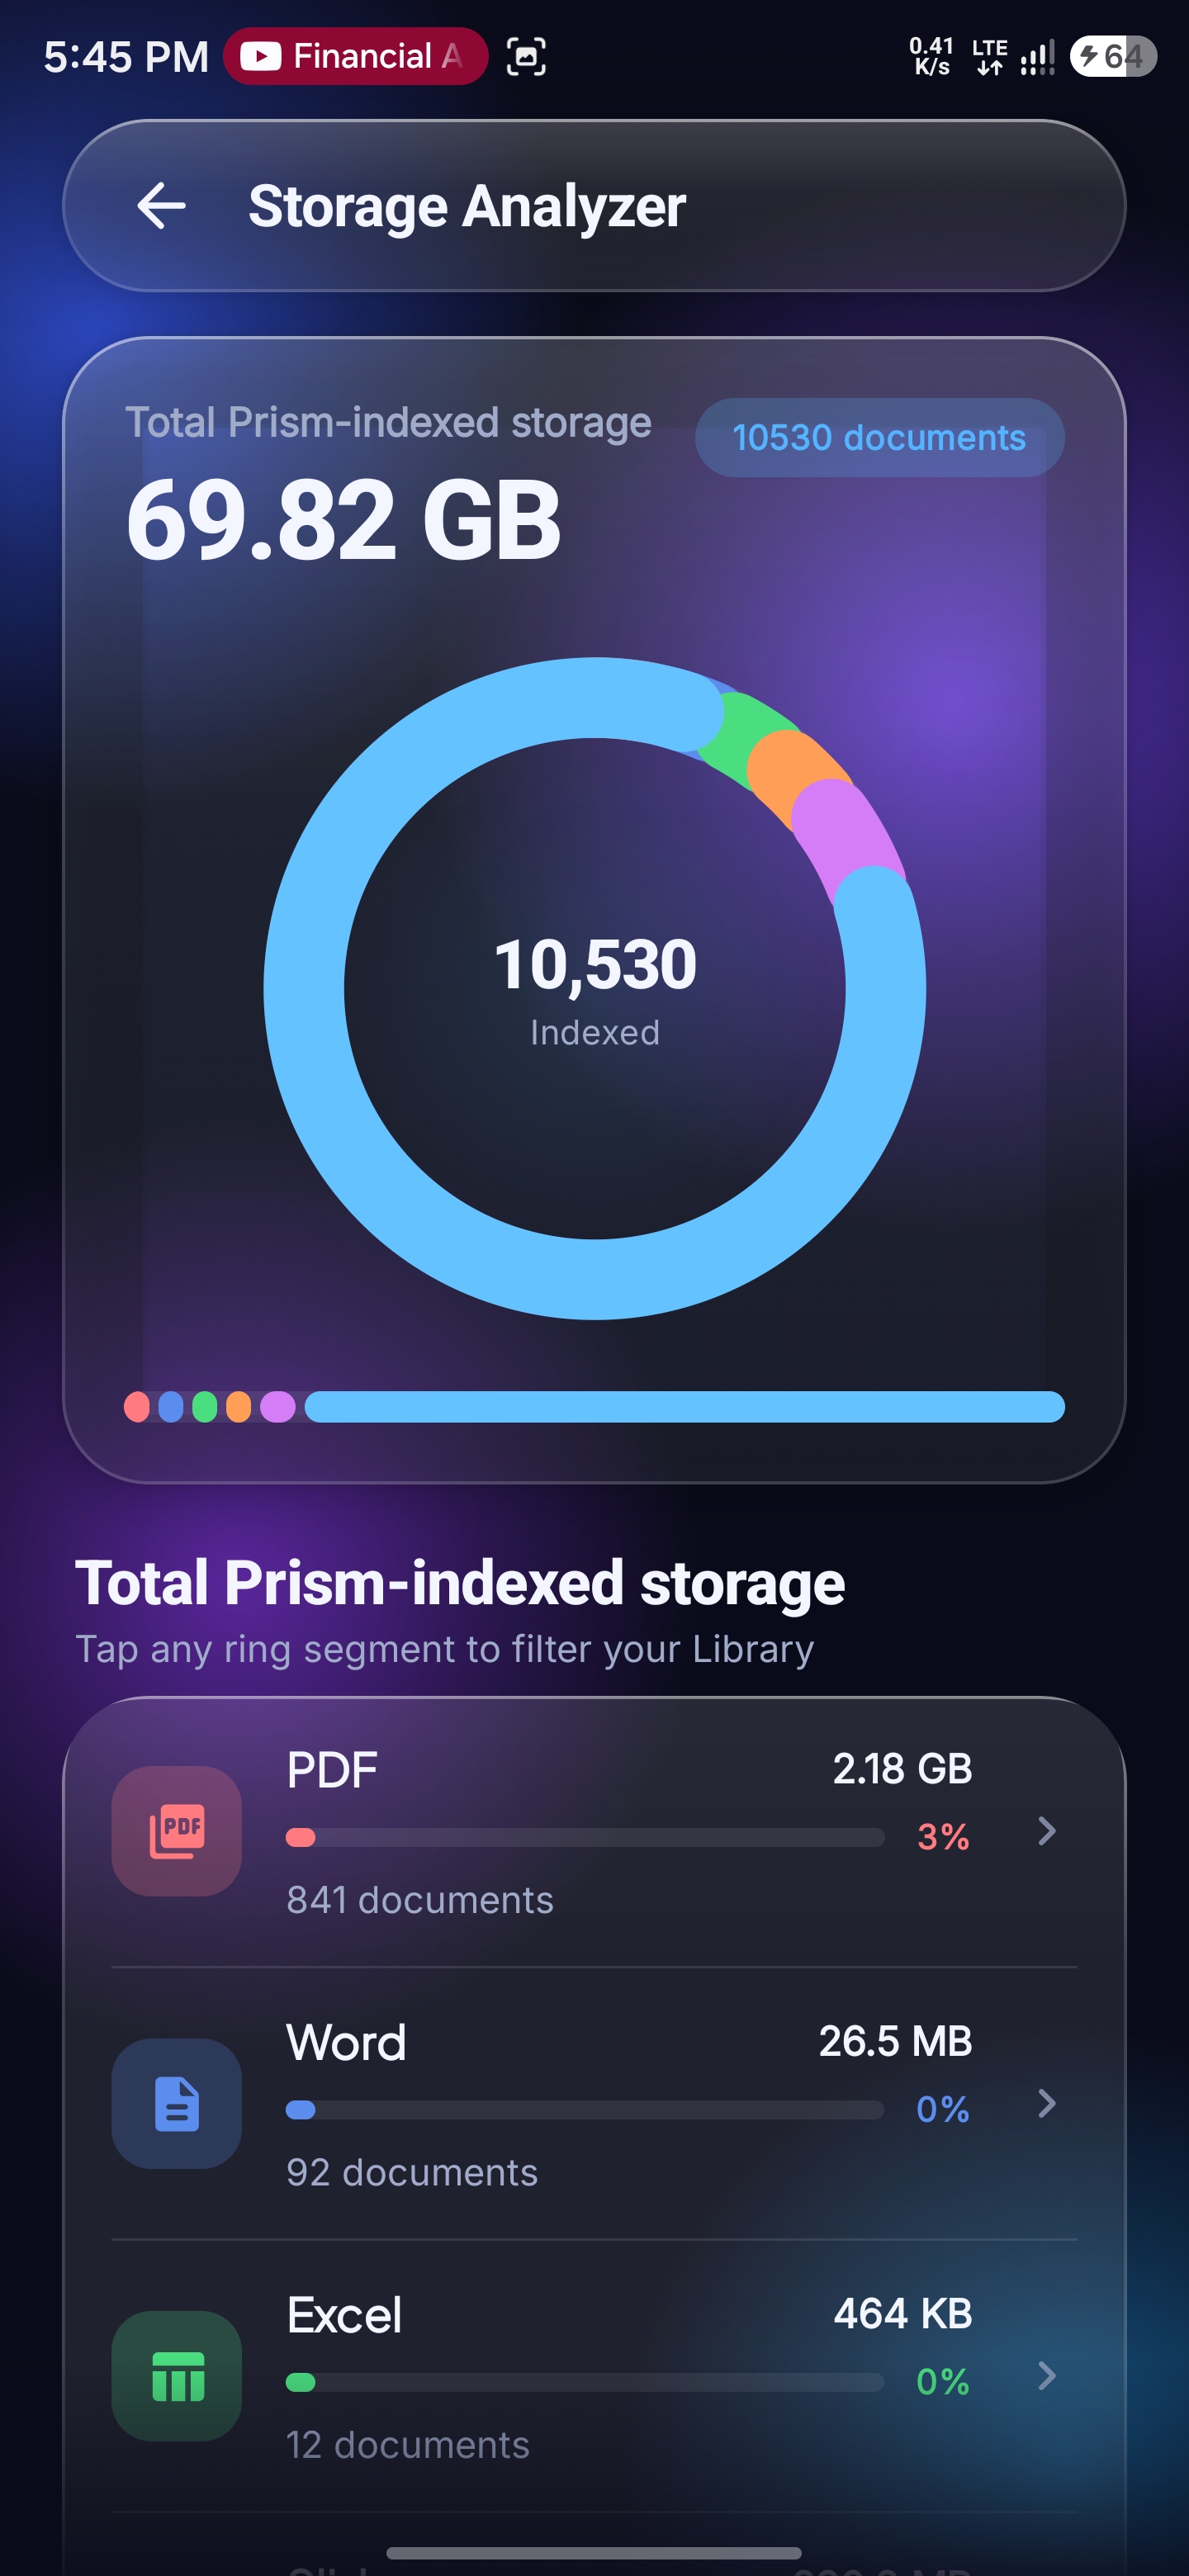 5:45 PM
Financial A
0.41 K/s
LTE
64
Storage Analyzer
Total Prism-indexed storage
10530 documents
69.82 GB
10,530
Indexed
Total Prism-indexed storage
Tap any ring segment to filter your Library
PDF
2.18 GB
PDF
3%
841 documents
Word
26.5 MB
0%
92 documents
Excel
464 KB
0%
12 documents